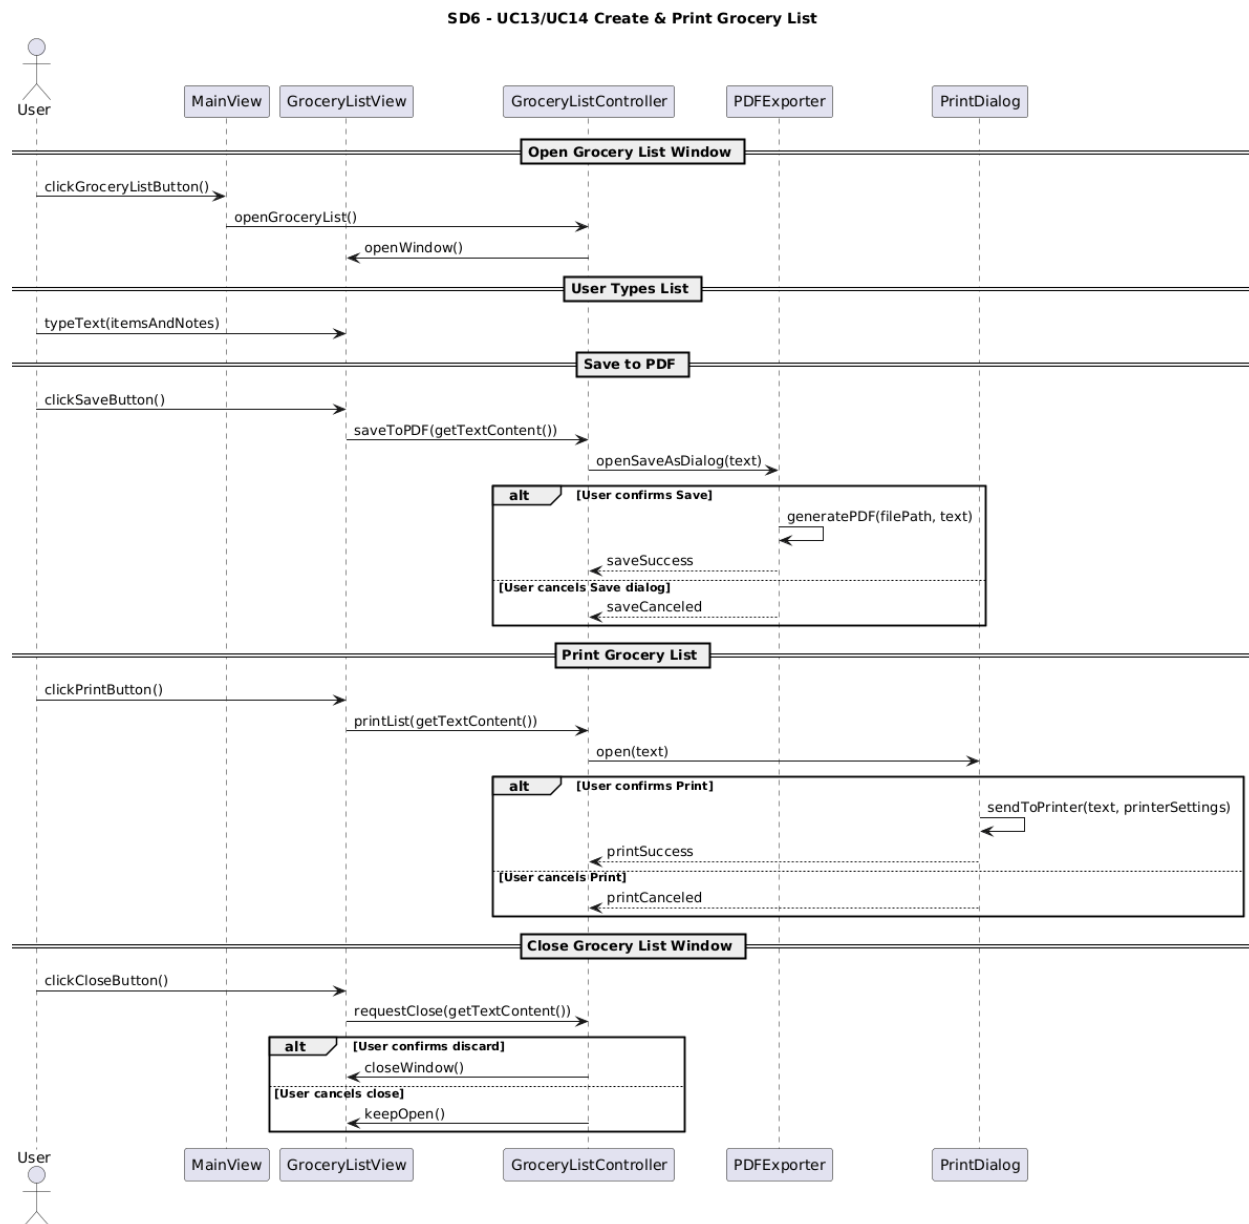 SD6 - UC13/UC14 Create & Print Grocery List
User
MainView
GroceryListView
GroceryListController
PDFExporter
PrintDialog
Open Grocery List Window
clickGroceryListButton()
openGroceryList()
openWindow()
User Types List
typeText(itemsAndNotes)
Save to PDF
clickSaveButton()
saveToPDF(getTextContent())
openSaveAsDialog(text)
alt [User confirms Save]
generatePDF(filePath, text)
saveSuccess
[User cancels Save dialog]
saveCanceled
Print Grocery List
clickPrintButton()
printList(getTextContent())
open(text)
alt [User confirms Print]
sendToPrinter(text, printerSettings)
printSuccess
[User cancels Print]
printCanceled
Close Grocery List Window
clickCloseButton()
requestClose(getTextContent())
alt [User confirms discard]
closeWindow()
[User cancels close]
keepOpen()
User
MainView
GroceryListView
GroceryListController
PDFExporter
PrintDialog